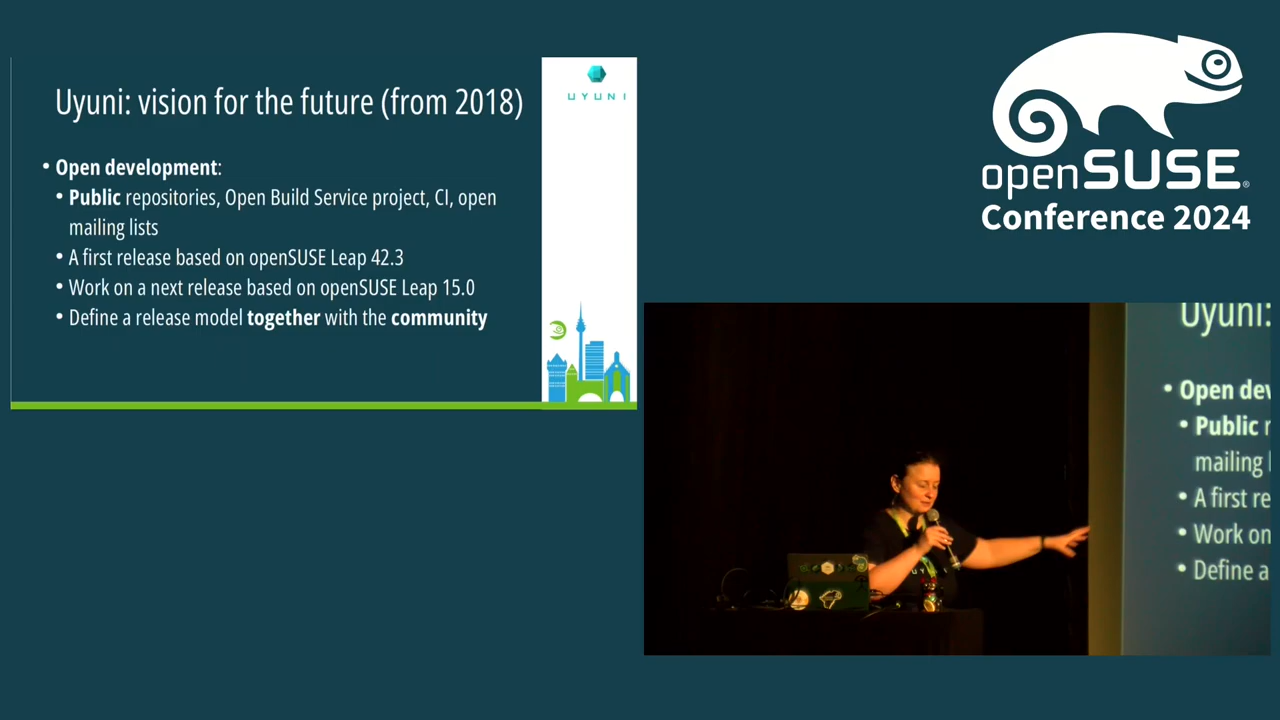 Uyuni: vision for the future (from 2018)
UYUNI
• Open development:
• Public repositories, Open Build Service project, CI, open
mailing lists
• A first release based on openSUSE Leap 42.3
• Work on a next release based on openSUSE Leap 15.0
• Define a release model together with the community
openSUSE®
Conference 2024
Uyuni:
• Open dev
• Public r
mailing l
• A first re
• Work on
• Define a